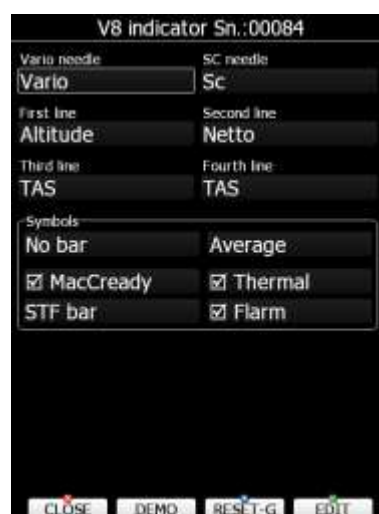 V8 indicator Sn.:00084
Vario needle SC needle
Vario Sc
First line Second line
Altitude Netto
Third line Fourth line
TAS TAS
Symbols
No bar Average
☑ MacCready ☑ Thermal
STF bar ☑ Flarm
CLOSE DEMO RESET-G EDIT